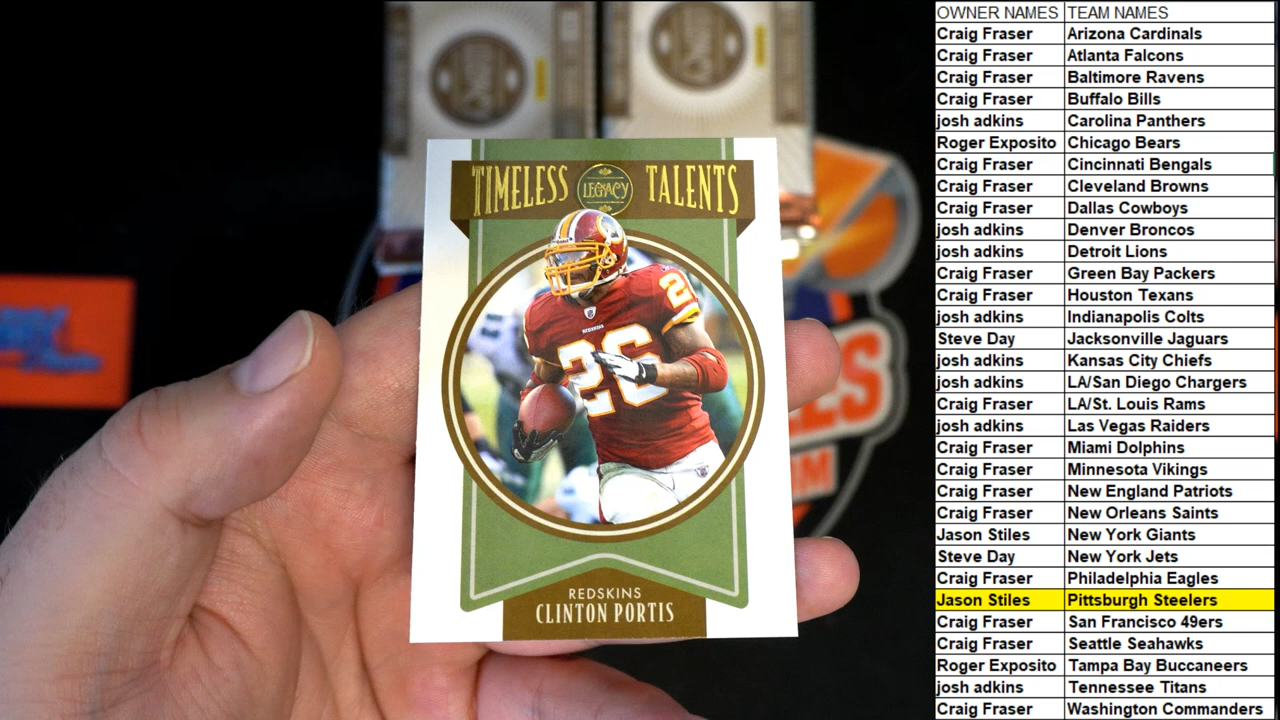 TIMELESS LEGACY TALENTS
26
26
REDSKINS
CLINTON PORTIS
OWNER NAMES TEAM NAMES
Craig Fraser Arizona Cardinals
Craig Fraser Atlanta Falcons
Craig Fraser Baltimore Ravens
Craig Fraser Buffalo Bills
josh adkins Carolina Panthers
Roger Exposito Chicago Bears
Craig Fraser Cincinnati Bengals
Craig Fraser Cleveland Browns
Craig Fraser Dallas Cowboys
josh adkins Denver Broncos
josh adkins Detroit Lions
Craig Fraser Green Bay Packers
Craig Fraser Houston Texans
josh adkins Indianapolis Colts
Steve Day Jacksonville Jaguars
josh adkins Kansas City Chiefs
josh adkins LA/San Diego Chargers
Craig Fraser LA/St. Louis Rams
josh adkins Las Vegas Raiders
Craig Fraser Miami Dolphins
Craig Fraser Minnesota Vikings
Craig Fraser New England Patriots
Craig Fraser New Orleans Saints
Jason Stiles New York Giants
Steve Day New York Jets
Craig Fraser Philadelphia Eagles
Jason Stiles Pittsburgh Steelers
Craig Fraser San Francisco 49ers
Craig Fraser Seattle Seahawks
Roger Exposito Tampa Bay Buccaneers
josh adkins Tennessee Titans
Craig Fraser Washington Commanders